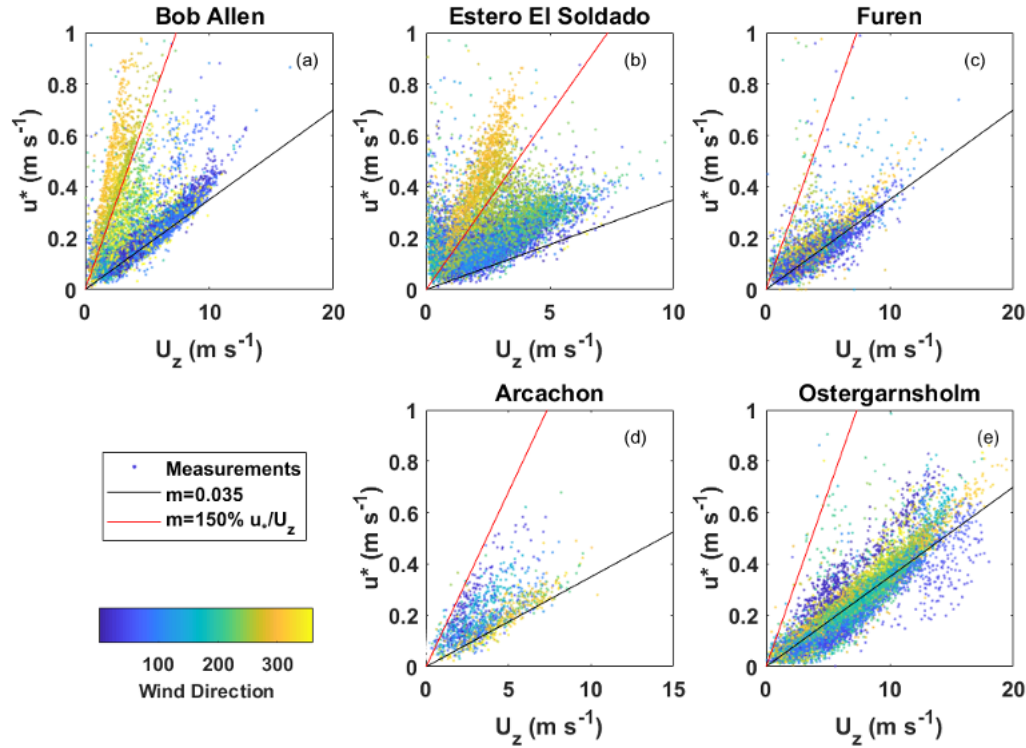 Bob Allen
Estero El Soldado
Furen
(a)
(b)
(c)
1
0.8
0.6
0.4
0.2
0
u* (m s-1)
0 10 20
Uz (m s-1)
1
0.8
0.6
0.4
0.2
0
u* (m s-1)
0 5 10
Uz (m s-1)
1
0.8
0.6
0.4
0.2
0
u* (m s-1)
0 10 20
Uz (m s-1)
Arcachon
Ostergarnsholm
(d)
(e)
Measurements
m=0.035
m=150% u*/Uz
100 200 300
Wind Direction
1
0.8
0.6
0.4
0.2
0
u* (m s-1)
0 5 10 15
Uz (m s-1)
1
0.8
0.6
0.4
0.2
0
u* (m s-1)
0 10 20
Uz (m s-1)